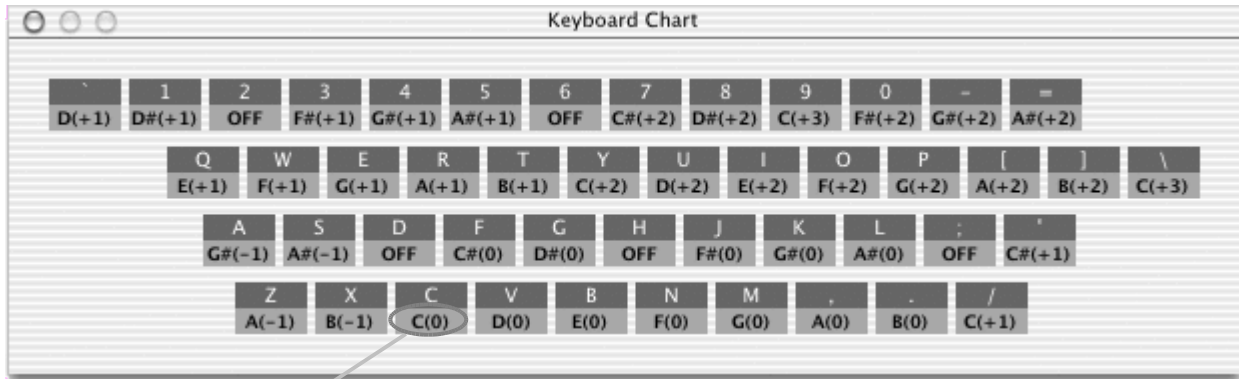 Keyboard Chart
` 1 2 3 4 5 6 7 8 9 0 - =
D(+1) D#(+1) OFF F#(+1) G#(+1) A#(+1) OFF C#(+2) D#(+2) C(+3) F#(+2) G#(+2) A#(+2)
Q W E R T Y U I O P [ ] \
E(+1) F(+1) G(+1) A(+1) B(+1) C(+2) D(+2) E(+2) F(+2) G(+2) A(+2) B(+2) C(+3)
A S D F G H J K L ; '
G#(-1) A#(-1) OFF C#(0) D#(0) OFF F#(0) G#(0) A#(0) OFF C#(+1)
Z X C V B N M , . /
A(-1) B(-1) C(0) D(0) E(0) F(0) G(0) A(0) B(0) C(+1)